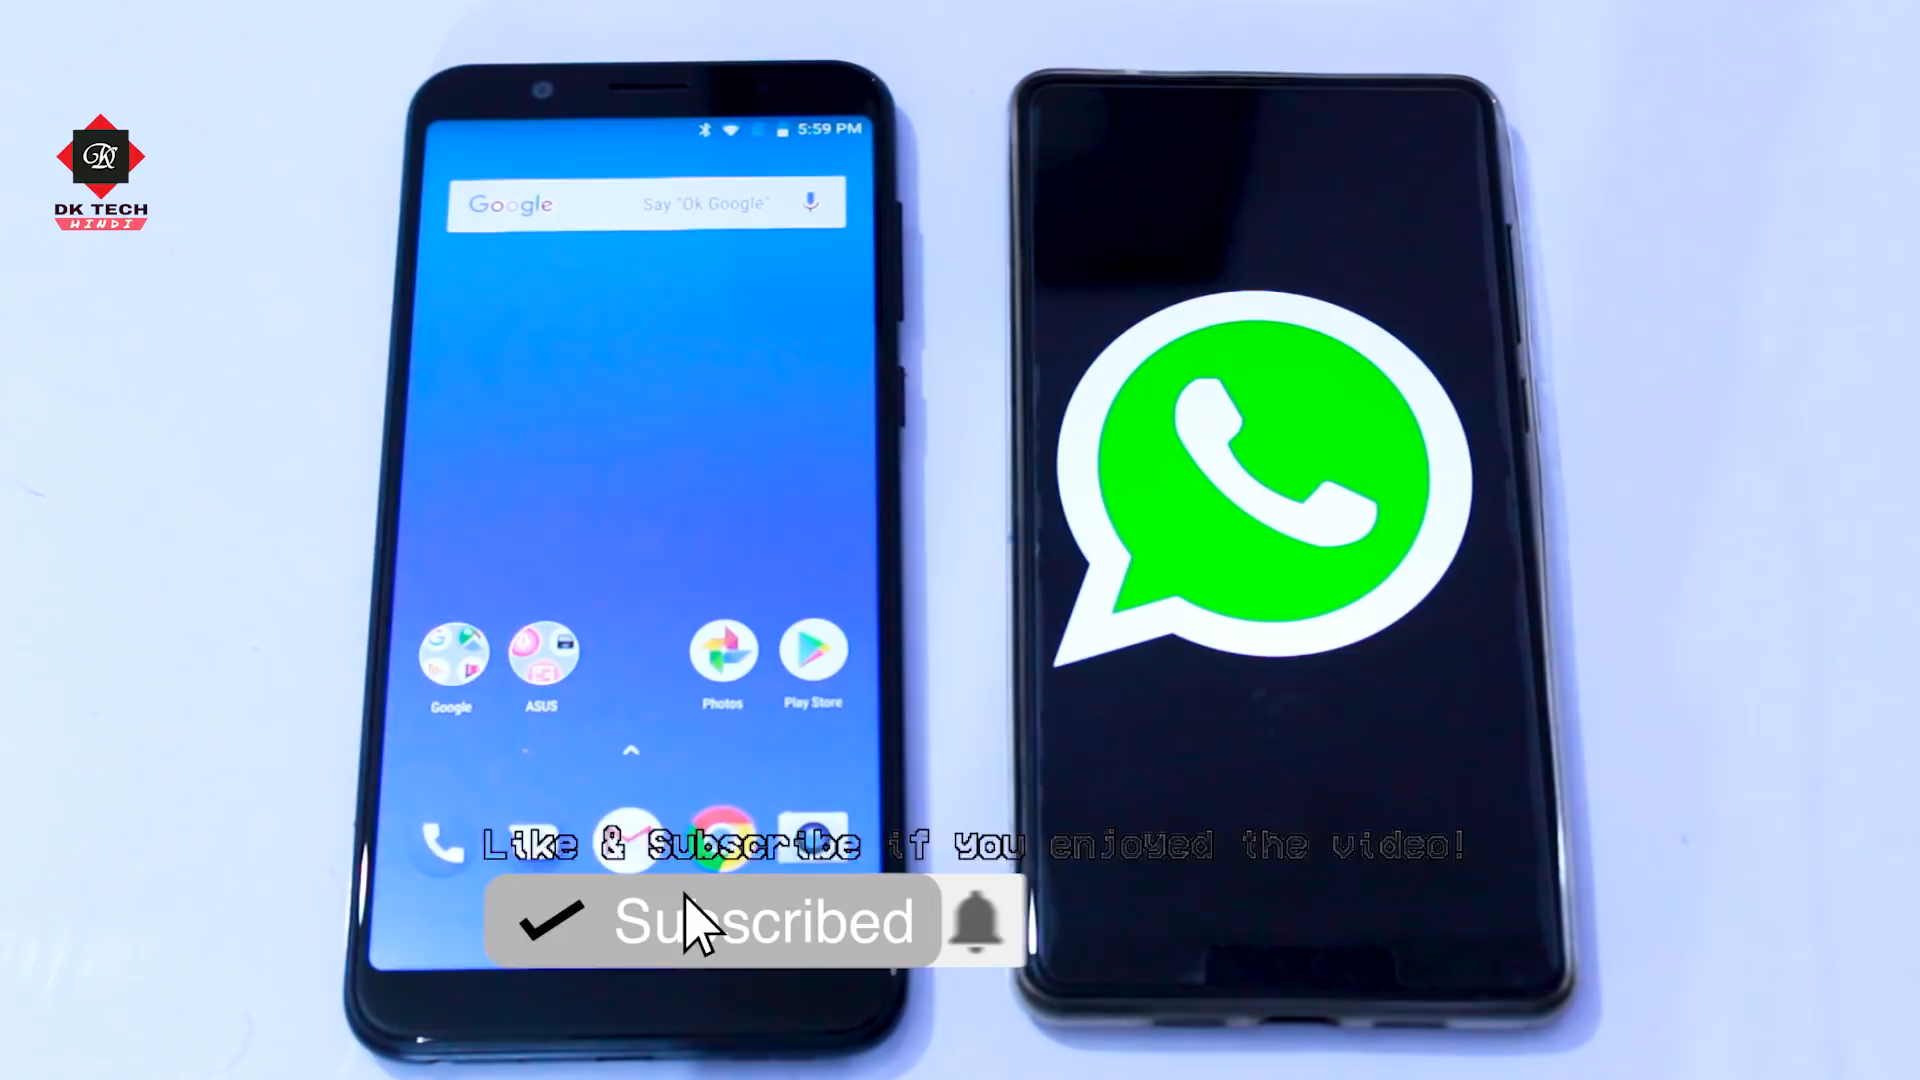 DK
DK TECH
HINDI
5:59 PM
Google
Say "Ok Google"
Google
ASUS
Photos
Play Store
Like & Subscribe if you enjoyed the video!
Subscribed